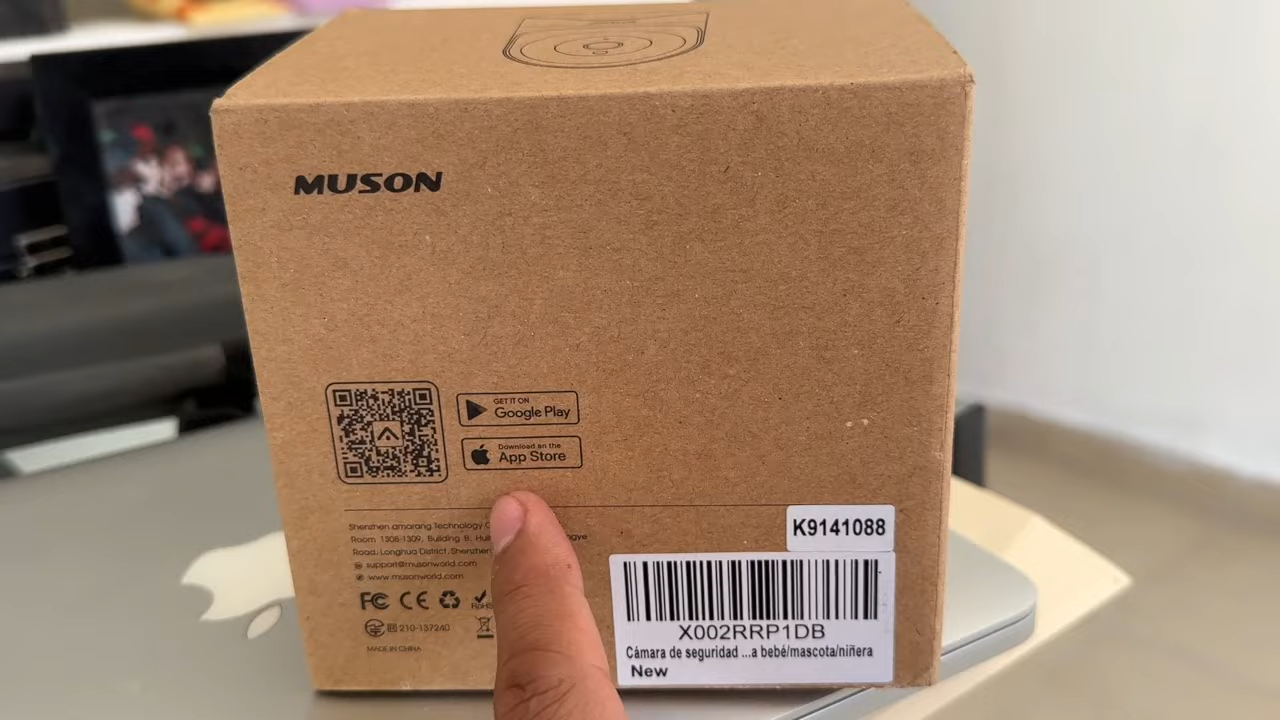 MUSON
GET IT ON
Google Play
Download on the
App Store
Shenzhen amorang Technology
Room 1308-1309, Building B,
Road, Longhua District, Shenzhen
support@musonworld.com
www.musonworld.com
FC CE RoHS
R 210-137240
MADE IN CHINA
K9141088
X002RRP1DB
Cámara de seguridad ...a bebé/mascota/niñera
New